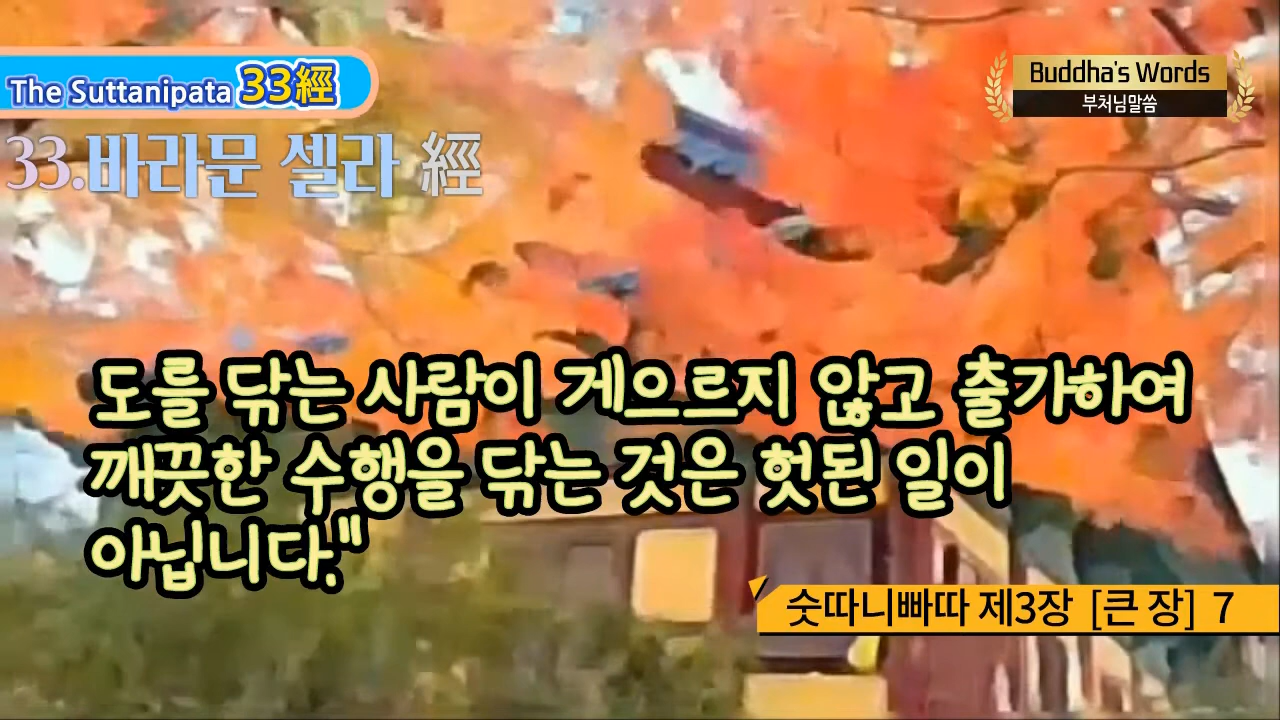 The Suttanipata 33經
Buddha's Words
부처님말씀
33.바라문 셀라 經
도를 닦는 사람이 게으르지 않고 출가하여
깨끗한 수행을 닦는 것은 헛된 일이
아닙니다."
숫따니빠따 제3장 [큰 장] 7